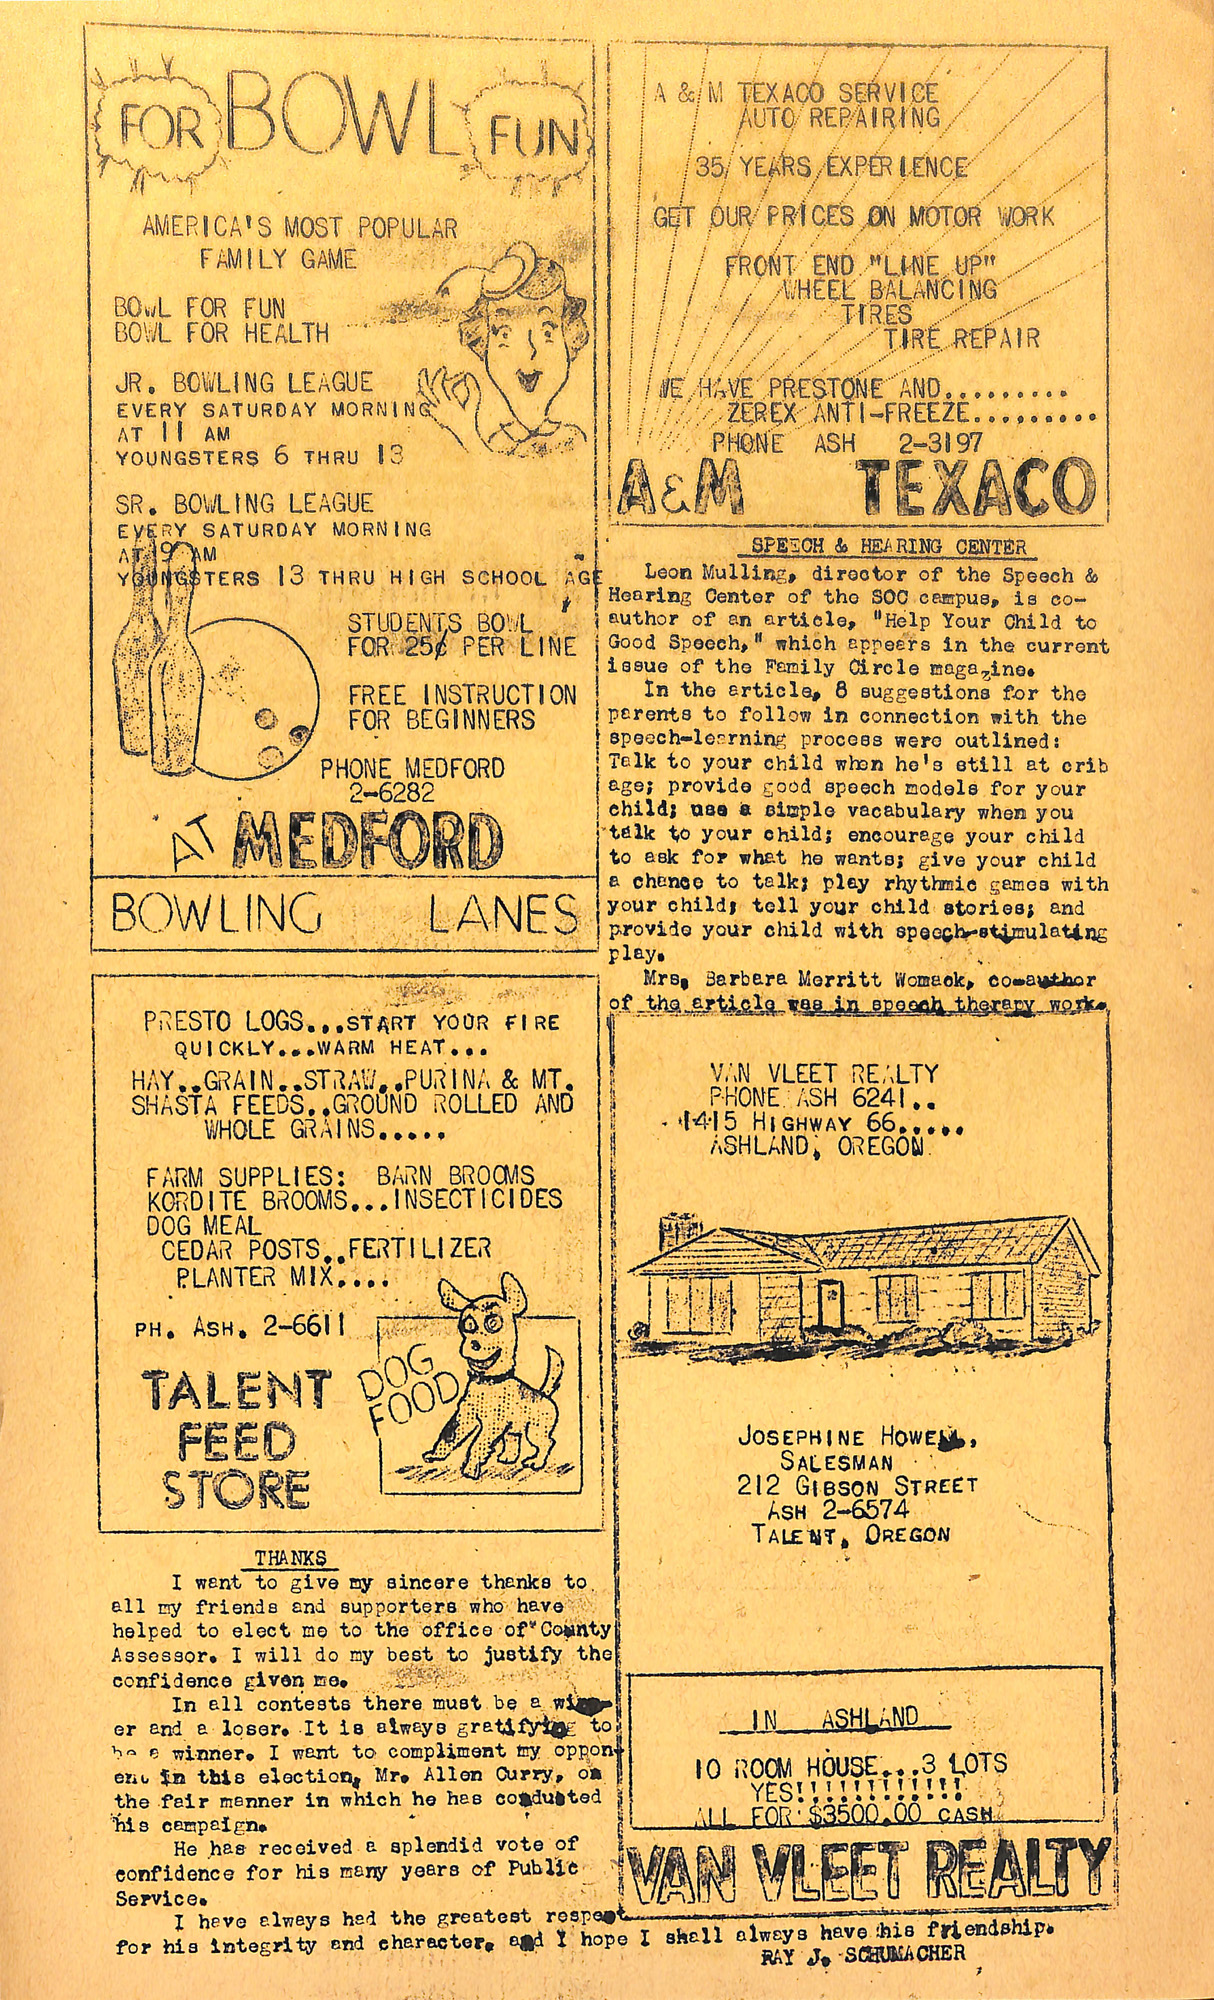 FOR BOWL FUN
AMERICA'S MOST POPULAR
FAMILY GAME
BOWL FOR FUN
BOWL FOR HEALTH
JR. BOWLING LEAGUE
EVERY SATURDAY MORNING
AT 11 AM
YOUNGSTERS 6 THRU 13
SR. BOWLING LEAGUE
EVERY SATURDAY MORNING
AT 9 AM
YOUNGSTERS 13 THRU HIGH SCHOOL AGE
STUDENTS BOWL
FOR 25¢ PER LINE
FREE INSTRUCTION
FOR BEGINNERS
PHONE MEDFORD
2-6282
AT MEDFORD
BOWLING LANES
PRESTO LOGS...START YOUR FIRE
QUICKLY...WARM HEAT...
HAY..GRAIN..STRAW..PURINA & MT.
SHASTA FEEDS..GROUND ROLLED AND
WHOLE GRAINS.....
FARM SUPPLIES: BARN BROOMS
KORDITE BROOMS...INSECTICIDES
DOG MEAL
CEDAR POSTS..FERTILIZER
PLANTER MIX....
PH. ASH. 2-6611
DOG
FOOD
TALENT
FEED
STORE
THANKS
I want to give my sincere thanks to
all my friends and supporters who have
helped to elect me to the office of County
Assessor. I will do my best to justify the
confidence given me.
In all contests there must be a winn-
er and a loser. It is always gratifying to
be a winner. I want to compliment my oppon-
ent in this election, Mr. Allen Curry, on
the fair manner in which he has conducted
his campaign.
He has received a splendid vote of
confidence for his many years of Public
Service.
I have always had the greatest respect
for his integrity and character, and I hope I shall always have his friendship.
RAY J. SCHUMACHER
A & M TEXACO SERVICE
AUTO REPAIRING
35 YEARS EXPERIENCE
GET OUR PRICES ON MOTOR WORK
FRONT END "LINE UP"
WHEEL BALANCING
TIRES
TIRE REPAIR
WE HAVE PRESTONE AND.........
ZEREX ANTI-FREEZE.........
PHONE ASH 2-3197
A&M TEXACO
SPEECH & HEARING CENTER
Leon Mulling, director of the Speech &
Hearing Center of the SOC campus, is co-
author of an article, "Help Your Child to
Good Speech," which appears in the current
issue of the Family Circle magazine.
In the article, 8 suggestions for the
parents to follow in connection with the
speech-learning process were outlined:
Talk to your child when he's still at crib
age; provide good speech models for your
child; use a simple vacabulary when you
talk to your child; encourage your child
to ask for what he wants; give your child
a chance to talk; play rhythmic games with
your child; tell your child stories; and
provide your child with speech-stimulating
play.
Mrs, Barbara Merritt Womack, co-author
of the article was in speech therapy work.
VAN VLEET REALTY
PHONE ASH 6241..
1415 HIGHWAY 66.....
ASHLAND, OREGON.
JOSEPHINE HOWELL,
SALESMAN
212 GIBSON STREET
ASH 2-6574
TALENT, OREGON
IN ASHLAND
10 ROOM HOUSE...3 LOTS
YES!!!!!!!!!!!!!
ALL FOR $3500.00 CASH
VAN VLEET REALTY